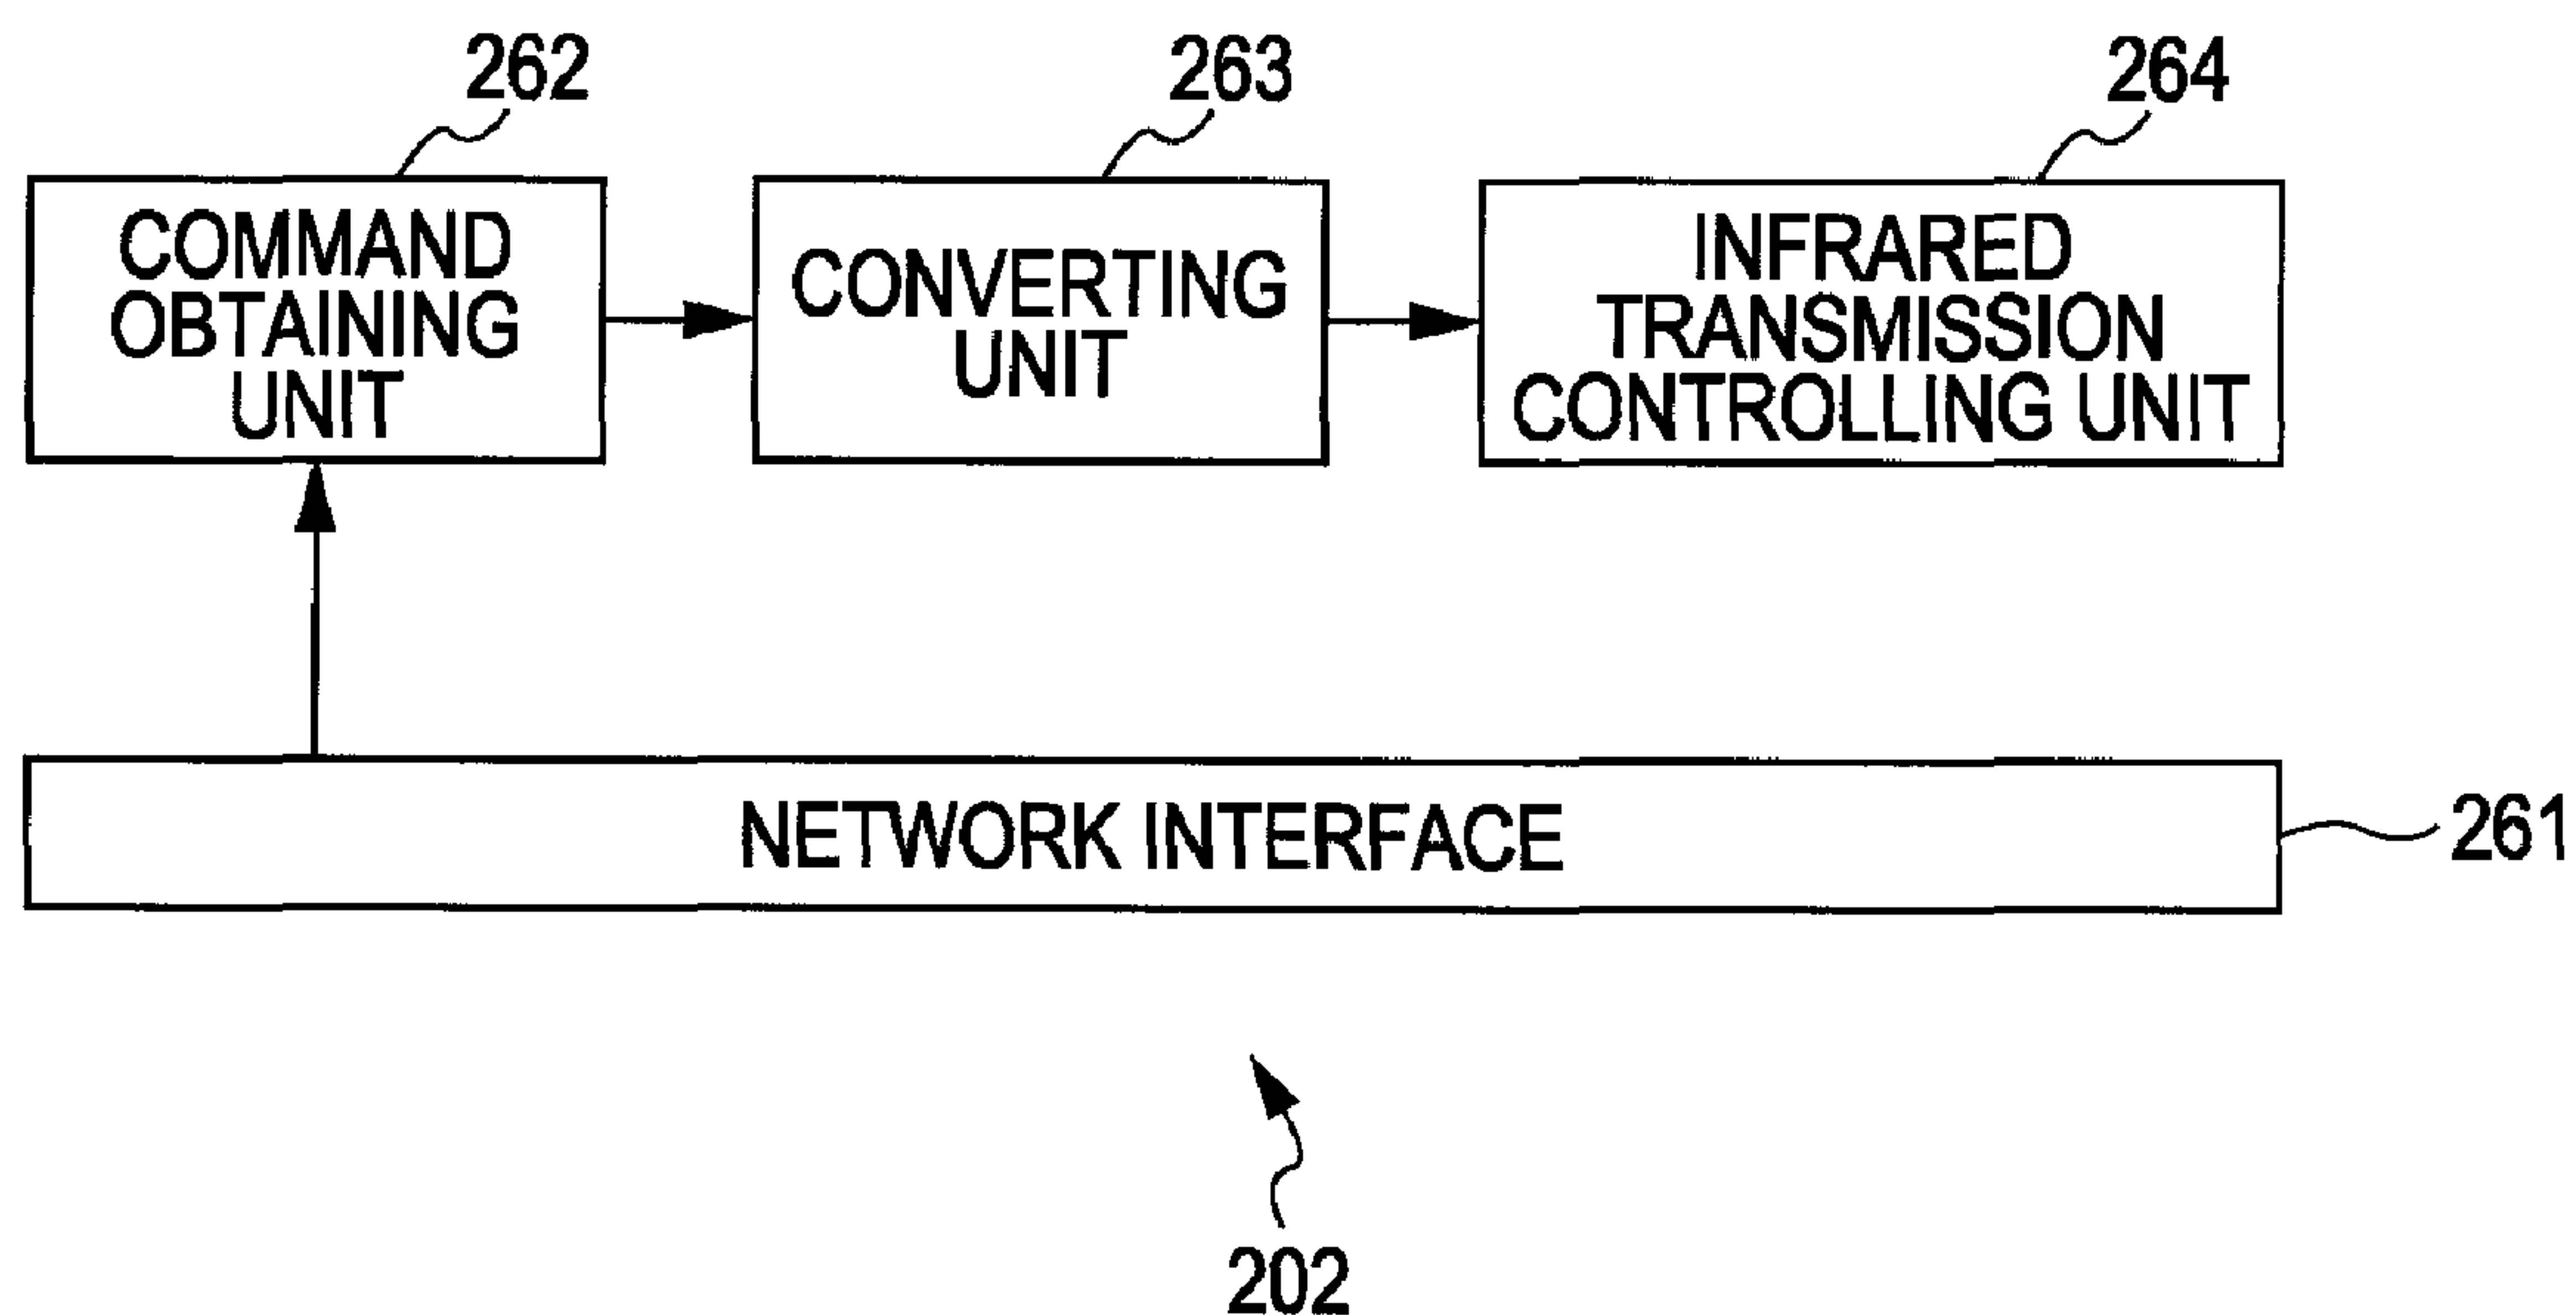 262
263
264
COMMAND
OBTAINING
UNIT
CONVERTING
UNIT
INFRARED
TRANSMISSION
CONTROLLING UNIT
NETWORK INTERFACE
261
202